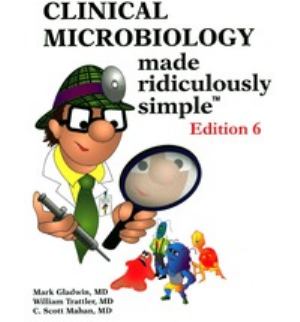 CLINICAL
MICROBIOLOGY
made
ridiculously
simple™
Edition 6
Mark Gladwin, MD
William Trattler, MD
C. Scott Mahan, MD